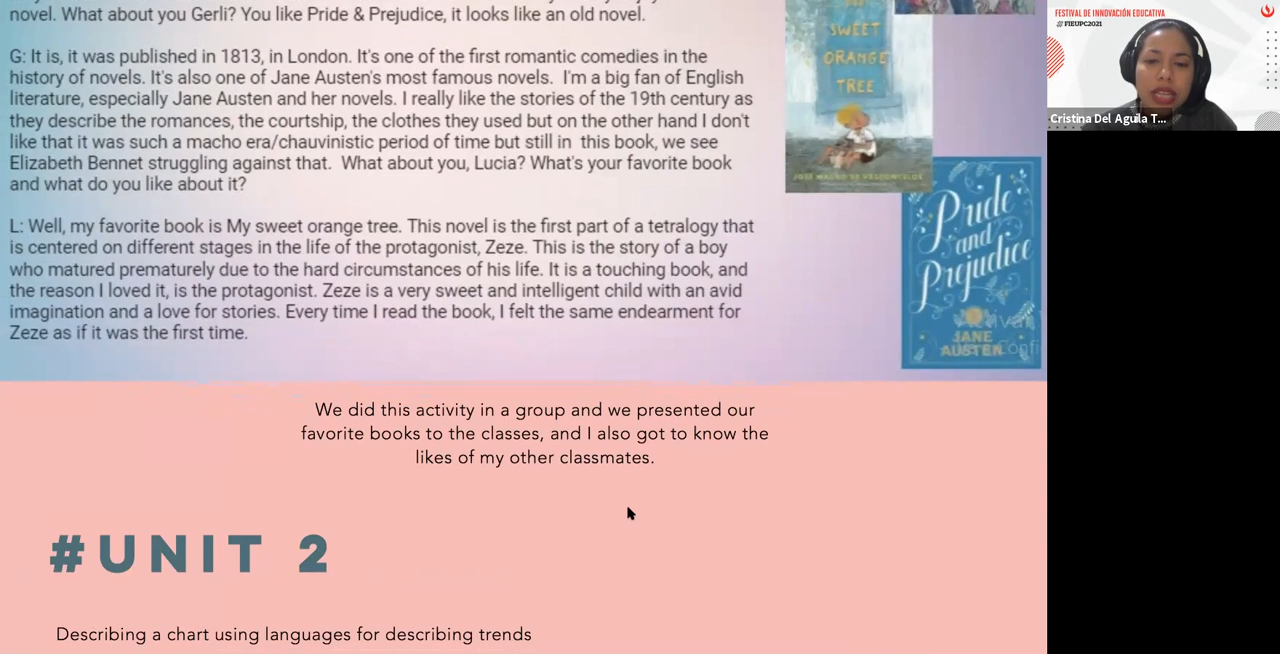 novel. What about you Gerli? You like Pride & Prejudice, it looks like an old novel.
G: It is, it was published in 1813, in London. It's one of the first romantic comedies in the
history of novels. It's also one of Jane Austen's most famous novels.  I'm a big fan of English
literature, especially Jane Austen and her novels. I really like the stories of the 19th century as
they describe the romances, the courtship, the clothes they used but on the other hand I don't
like that it was such a macho era/chauvinistic period of time but still in  this book, we see
Elizabeth Bennet struggling against that.  What about you, Lucia? What's your favorite book
and what do you like about it?
L: Well, my favorite book is My sweet orange tree. This novel is the first part of a tetralogy that
is centered on different stages in the life of the protagonist, Zeze. This is the story of a boy
who matured prematurely due to the hard circumstances of his life. It is a touching book, and
the reason I loved it, is the protagonist. Zeze is a very sweet and intelligent child with an avid
imagination and a love for stories. Every time I read the book, I felt the same endearment for
Zeze as if it was the first time.
SWEET
ORANGE
TREE
Pride
and
Prejudice
JANE
AUSTEN
We did this activity in a group and we presented our
favorite books to the classes, and I also got to know the
likes of my other classmates.
#UNIT 2
Describing a chart using languages for describing trends
FESTIVAL DE INNOVACIÓN EDUCATIVA
#FIEUPC2021
Cristina Del Aguila T...